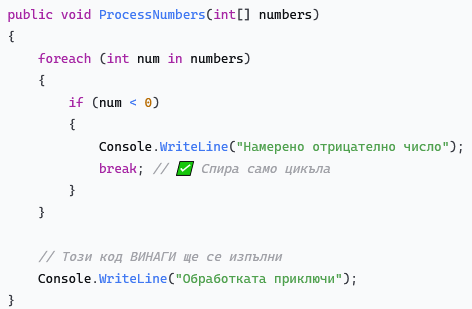 public void ProcessNumbers(int[] numbers)
{
    foreach (int num in numbers)
    {
        if (num < 0)
        {
            Console.WriteLine("Намерено отрицателно число");
            break; // ✅ Спира само цикъла
        }
    }

    // Този код ВИНАГИ ще се изпълни
    Console.WriteLine("Обработката приключи");
}